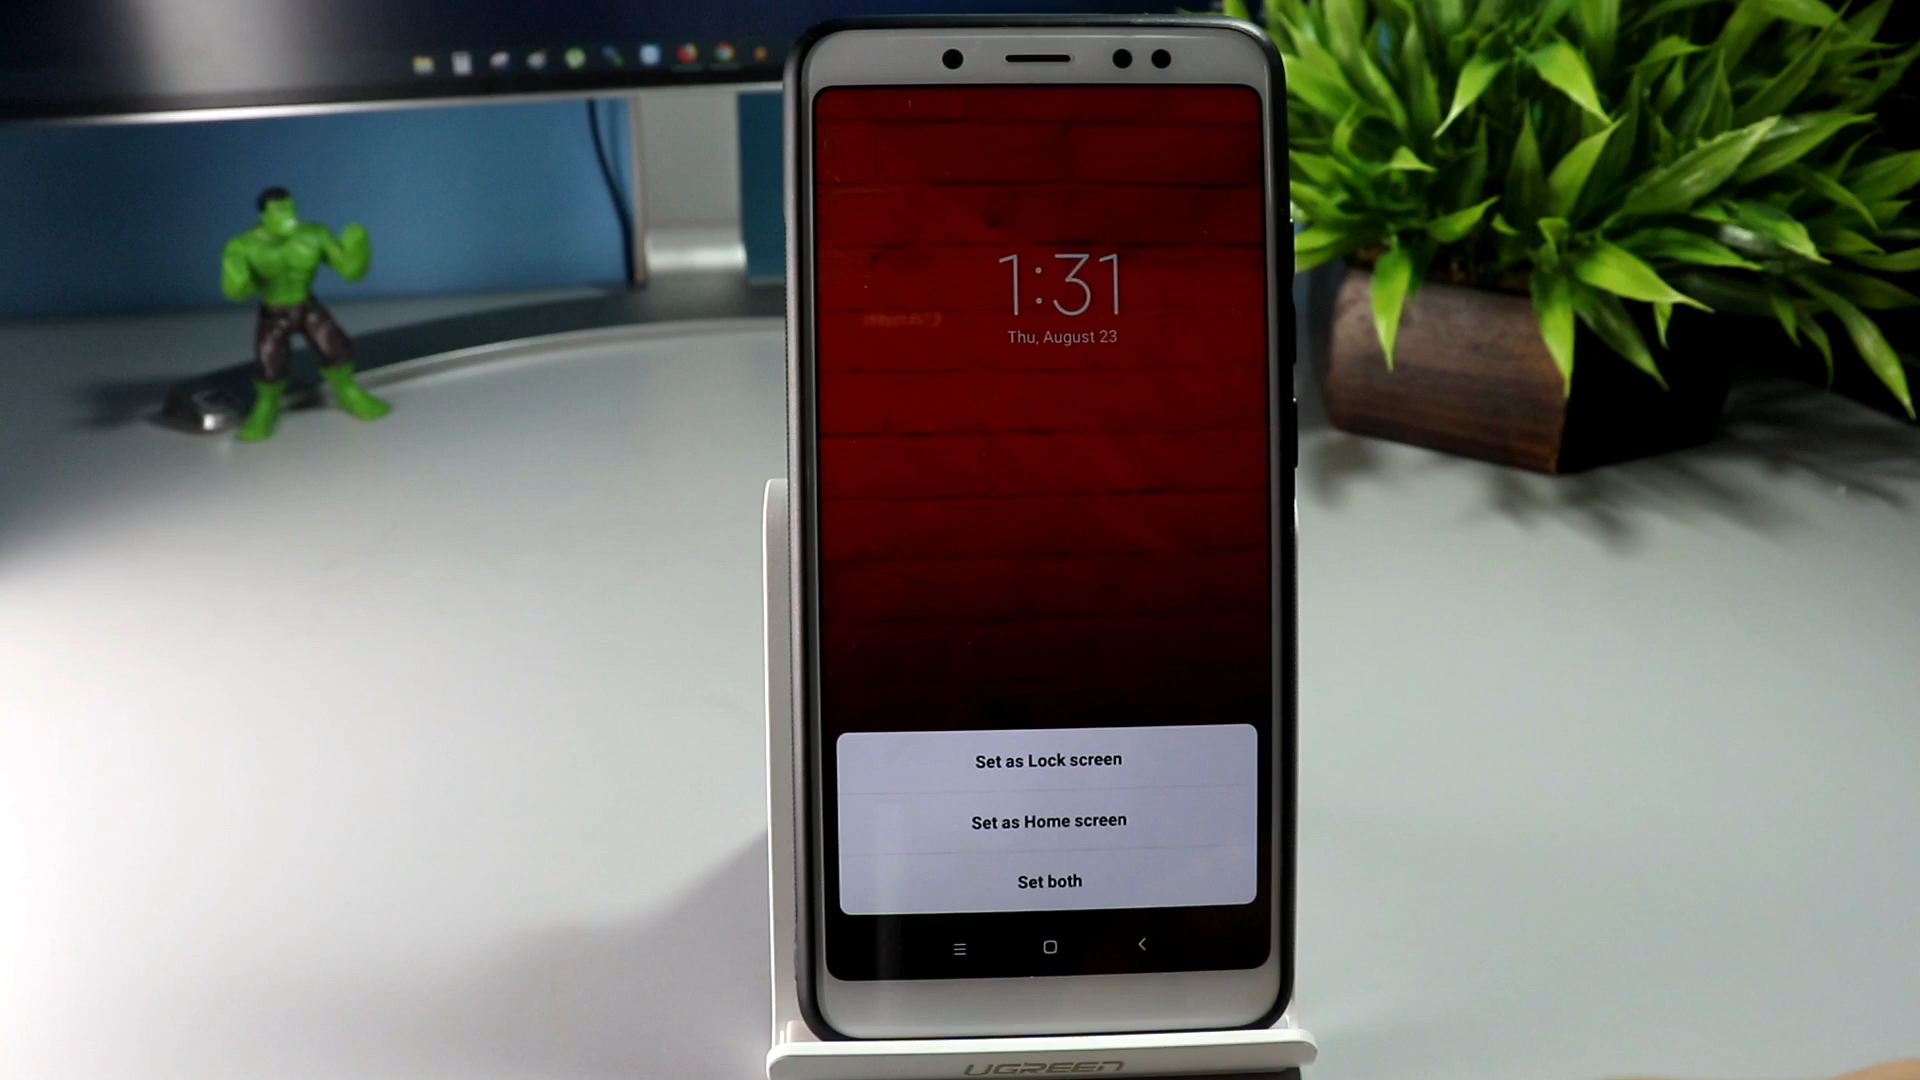 1:31
Thu, August 23
Set as Lock screen
Set as Home screen
Set both
UGREEN